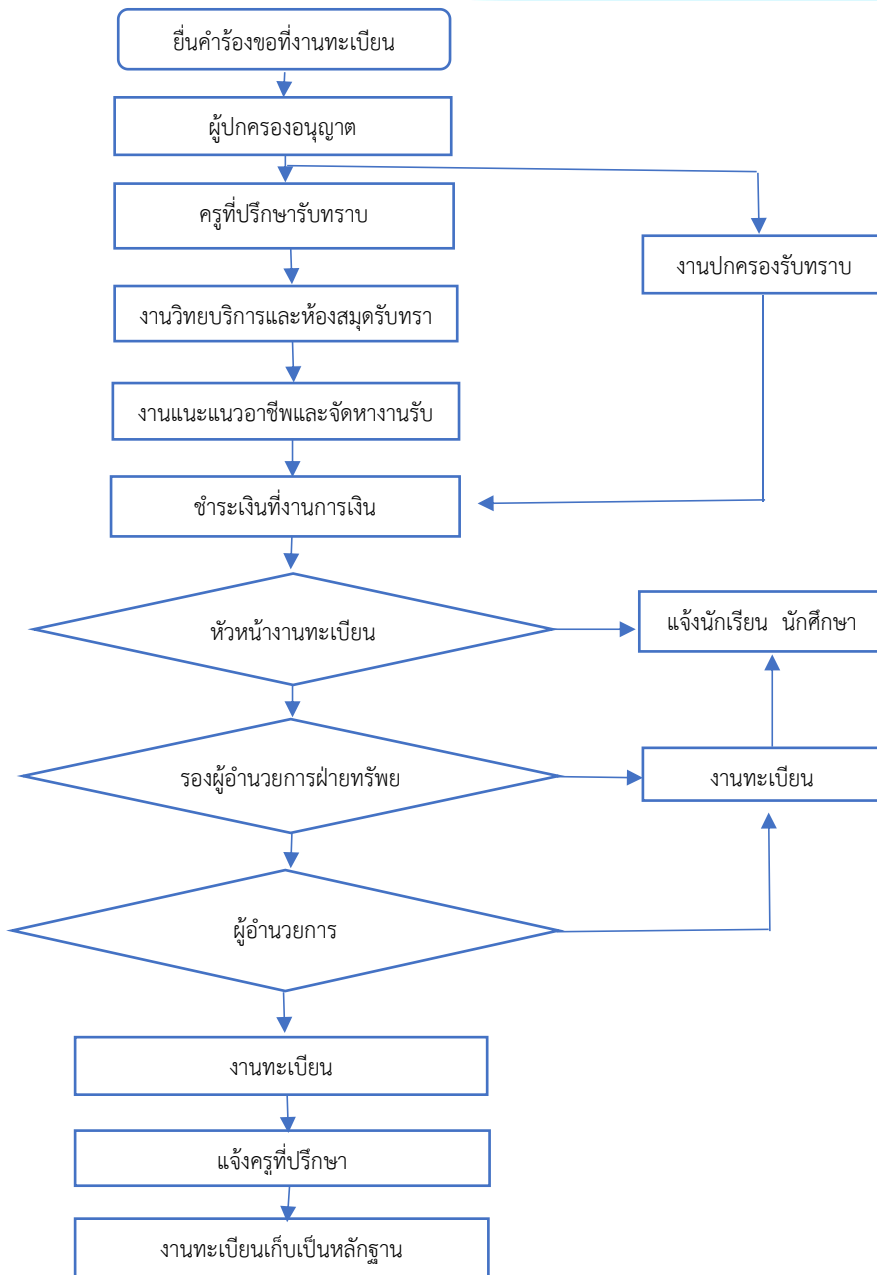 ยื่นคำร้องขอที่งานทะเบียน
ผู้ปกครองอนุญาต
ครูที่ปรึกษารับทราบ
งานปกครองรับทราบ
งานวิทยบริการและห้องสมุดรับทรา
งานแนะแนวอาชีพและจัดหางานรับ
ชำระเงินที่งานการเงิน
หัวหน้างานทะเบียน
แจ้งนักเรียน นักศึกษา
รองผู้อำนวยการฝ่ายทรัพย
งานทะเบียน
ผู้อำนวยการ
งานทะเบียน
แจ้งครูที่ปรึกษา
งานทะเบียนเก็บเป็นหลักฐาน